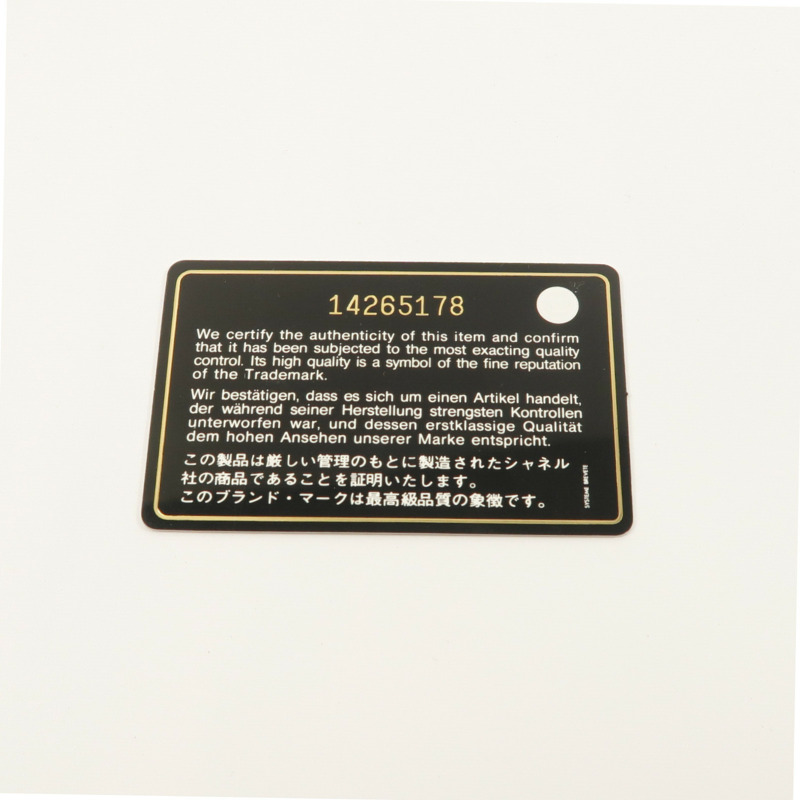 14265178
We certify the authenticity of this item and confirm
that it has been subjected to the most exacting quality
control. Its high quality is a symbol of the fine reputation
of the Trademark.
Wir bestätigen, dass es sich um einen Artikel handelt,
der während seiner Herstellung strengsten Kontrollen
unterworfen war, und dessen erstklassige Qualität
dem hohen Ansehen unserer Marke entspricht.
この製品は厳しい管理のもとに製造されたシャネル
社の商品であることを証明いたします。
このブランド・マークは最高級品質の象徴です。
SYSTEME BREVETE